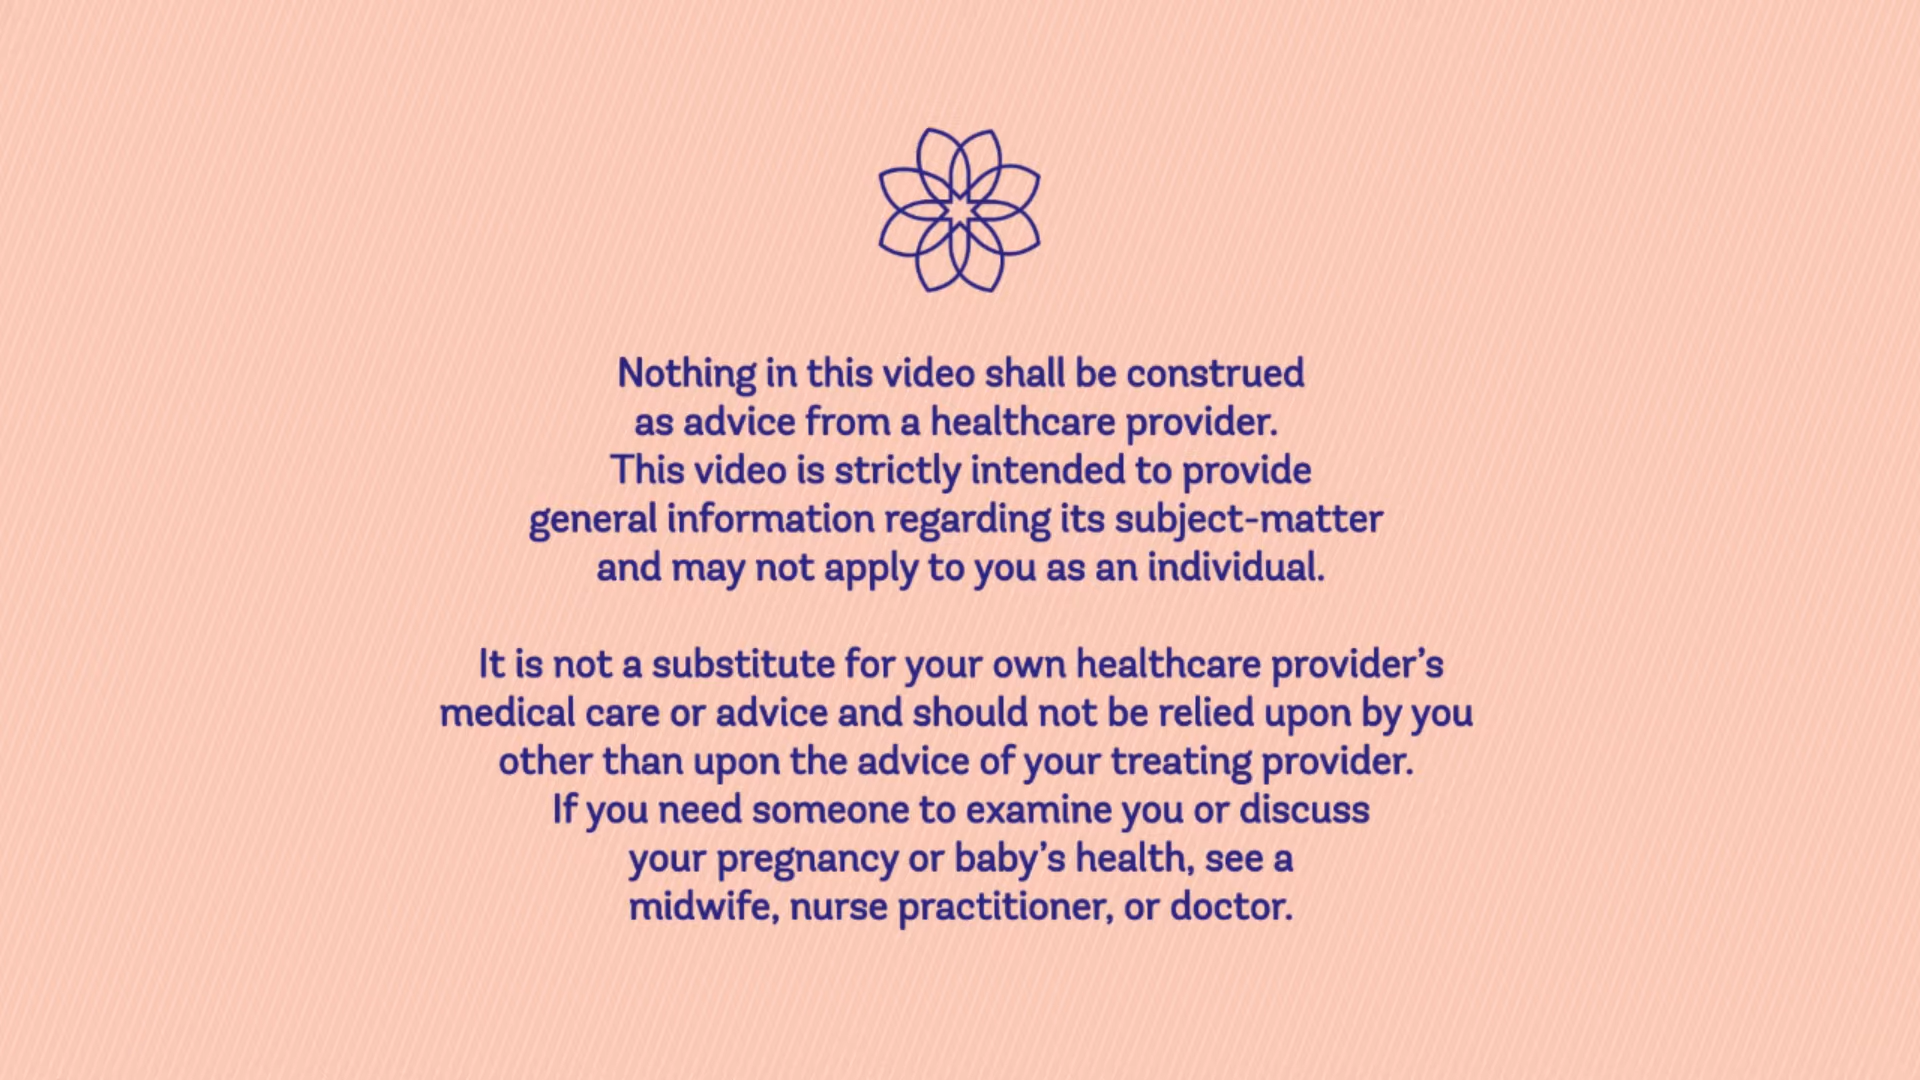 Nothing in this video shall be construed
as advice from a healthcare provider.
This video is strictly intended to provide
general information regarding its subject-matter
and may not apply to you as an individual.
It is not a substitute for your own healthcare provider’s
medical care or advice and should not be relied upon by you
other than upon the advice of your treating provider.
If you need someone to examine you or discuss
your pregnancy or baby’s health, see a
midwife, nurse practitioner, or doctor.